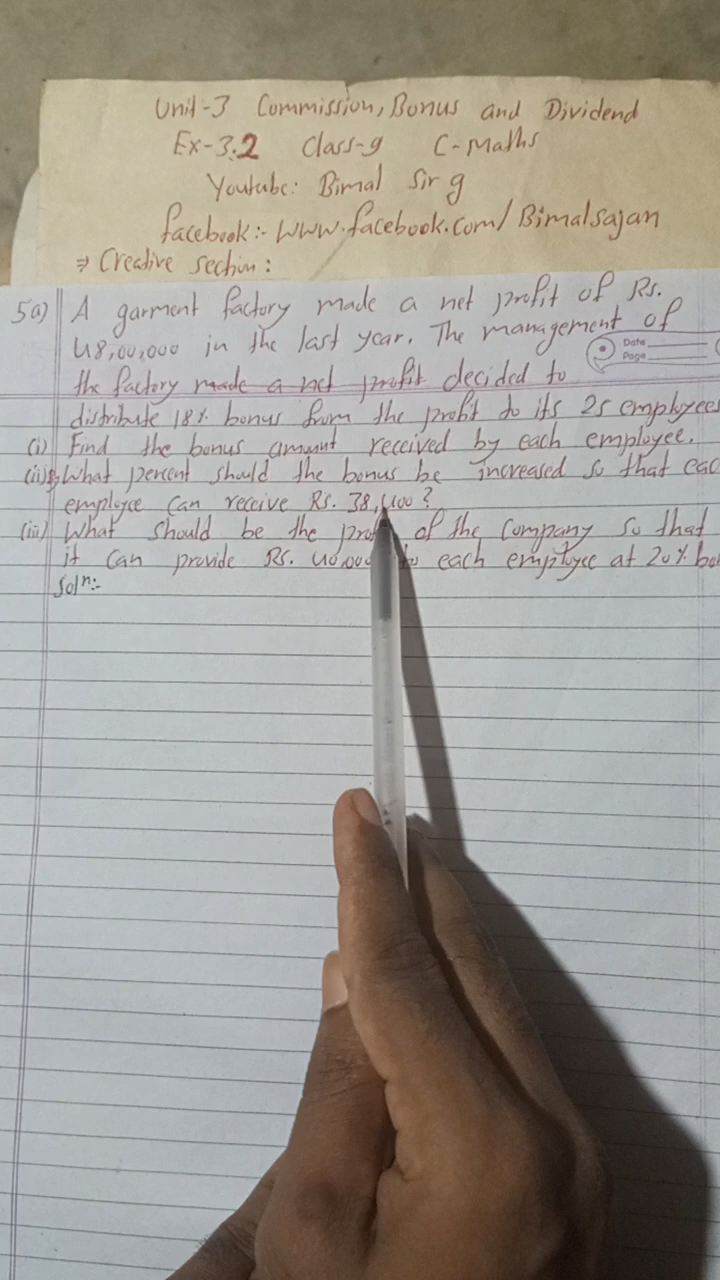 Unit-3 Commission, Bonus and Dividend
Ex-3.2 Class-9 C-Maths
Youtube: Bimal Sir g
facebook:- www.facebook.com/Bimalsajan
⇒ Creative section:
5a) A garment factory made a net profit of Rs.
48,00,000 in the last year. The management of
Date
Page
the factory made a net profit decided to
distribute 18% bonus from the profit to its 25 employees
(i) Find the bonus amount received by each employee.
(ii) What percent should the bonus be increased so that eac
employee can receive Rs. 38,400?
(iii) What should be the of the company so that
it can provide Rs. 40,000 each employee at 20%
Soln:-